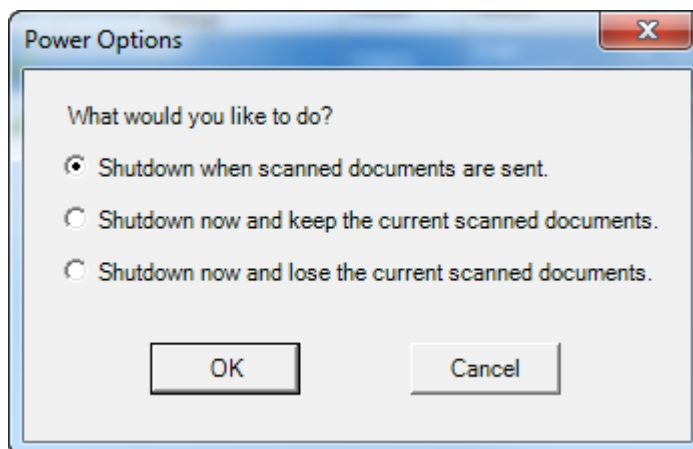 Power Options
What would you like to do?
Shutdown when scanned documents are sent.
Shutdown now and keep the current scanned documents.
Shutdown now and lose the current scanned documents.
OK
Cancel